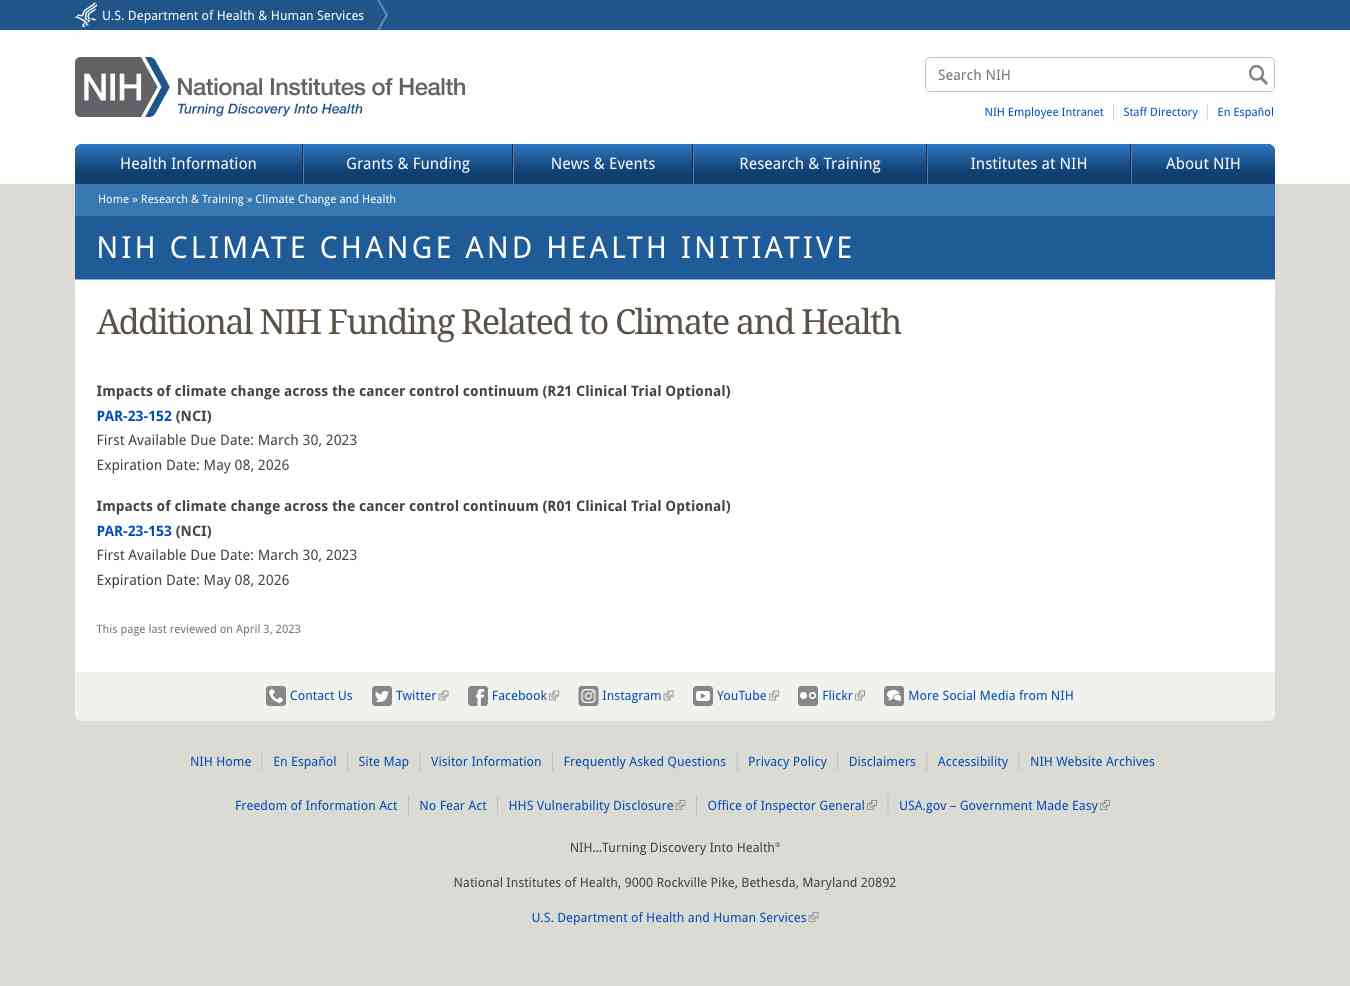 U.S. Department of Health & Human Services
NIH National Institutes of Health
Turning Discovery Into Health
Search NIH
NIH Employee Intranet Staff Directory En Español
Health Information Grants & Funding News & Events Research & Training Institutes at NIH About NIH
Home » Research & Training » Climate Change and Health
NIH CLIMATE CHANGE AND HEALTH INITIATIVE
Additional NIH Funding Related to Climate and Health
Impacts of climate change across the cancer control continuum (R21 Clinical Trial Optional)
PAR-23-152 (NCI)
First Available Due Date: March 30, 2023
Expiration Date: May 08, 2026
Impacts of climate change across the cancer control continuum (R01 Clinical Trial Optional)
PAR-23-153 (NCI)
First Available Due Date: March 30, 2023
Expiration Date: May 08, 2026
This page last reviewed on April 3, 2023
Contact Us Twitter Facebook Instagram YouTube Flickr More Social Media from NIH
NIH Home En Español Site Map Visitor Information Frequently Asked Questions Privacy Policy Disclaimers Accessibility NIH Website Archives
Freedom of Information Act No Fear Act HHS Vulnerability Disclosure Office of Inspector General USA.gov – Government Made Easy
NIH…Turning Discovery Into Health®
National Institutes of Health, 9000 Rockville Pike, Bethesda, Maryland 20892
U.S. Department of Health and Human Services